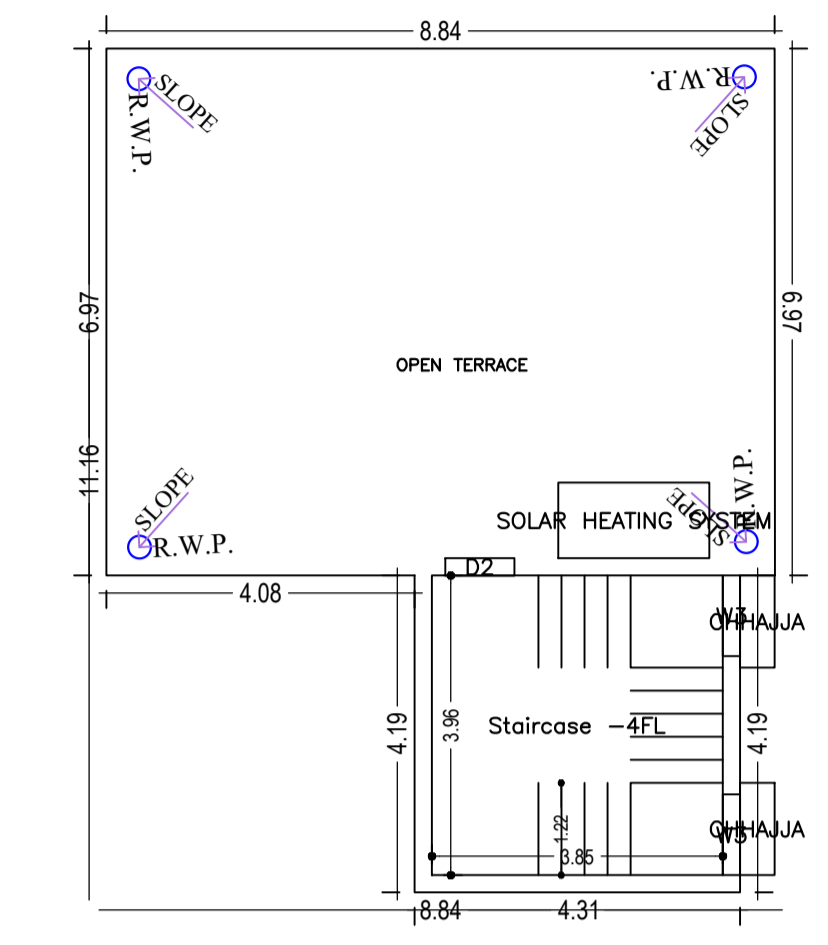 8.84
SLOPE
R.W.P.
R.W.P.
SLOPE
6.97
6.97
OPEN TERRACE
11.16
SLOPE
R.W.P.
R.W.P.
SLOPE
SOLAR HEATING SYSTEM
D2
4.08
W3
CHHAJJA
4.19
3.96
Staircase -4FL
4.19
1.22
CHHAJJA
W3
3.85
8.84
4.31